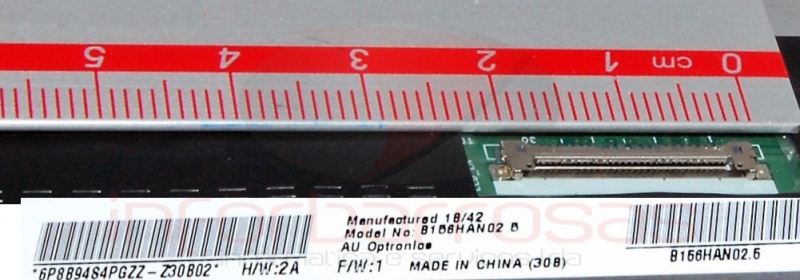 5 4 3 2 1 cm 0
30
Manufactured 18/42
Model No: B156HAN02.5
AU Optronics
*6P8B94S4PGZZ-Z30B02* H/W:2A F/W:1 MADE IN CHINA (30B)
B156HAN02.5